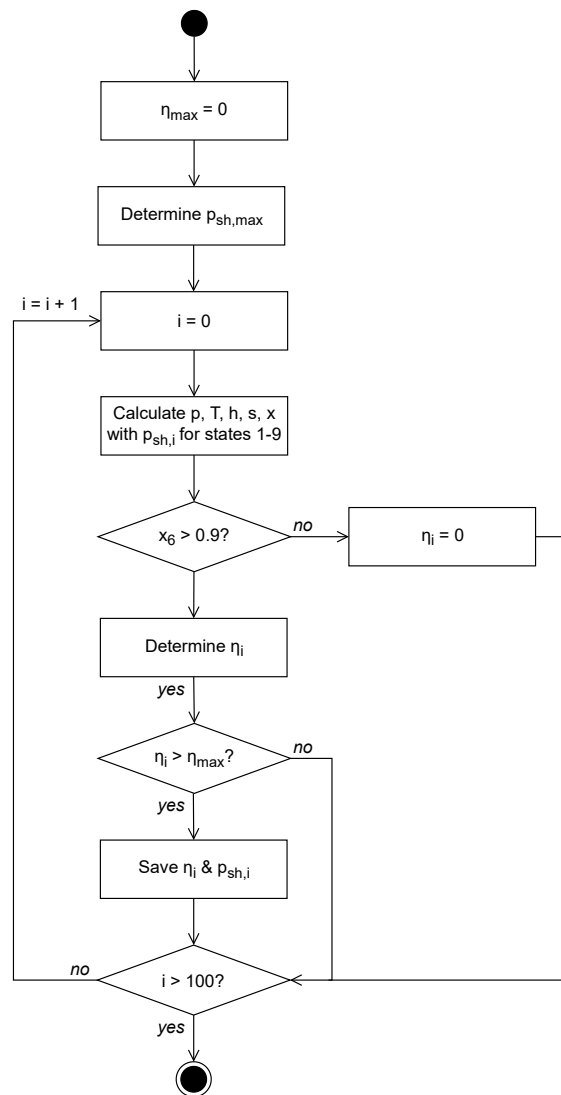 η_max = 0
Determine p_sh,max
i = i + 1
i = 0
Calculate p, T, h, s, x
with p_sh,i for states 1-9
x_6 > 0.9?
no
η_i = 0
Determine η_i
yes
η_i > η_max?
no
yes
Save η_i & p_sh,i
no
i > 100?
yes